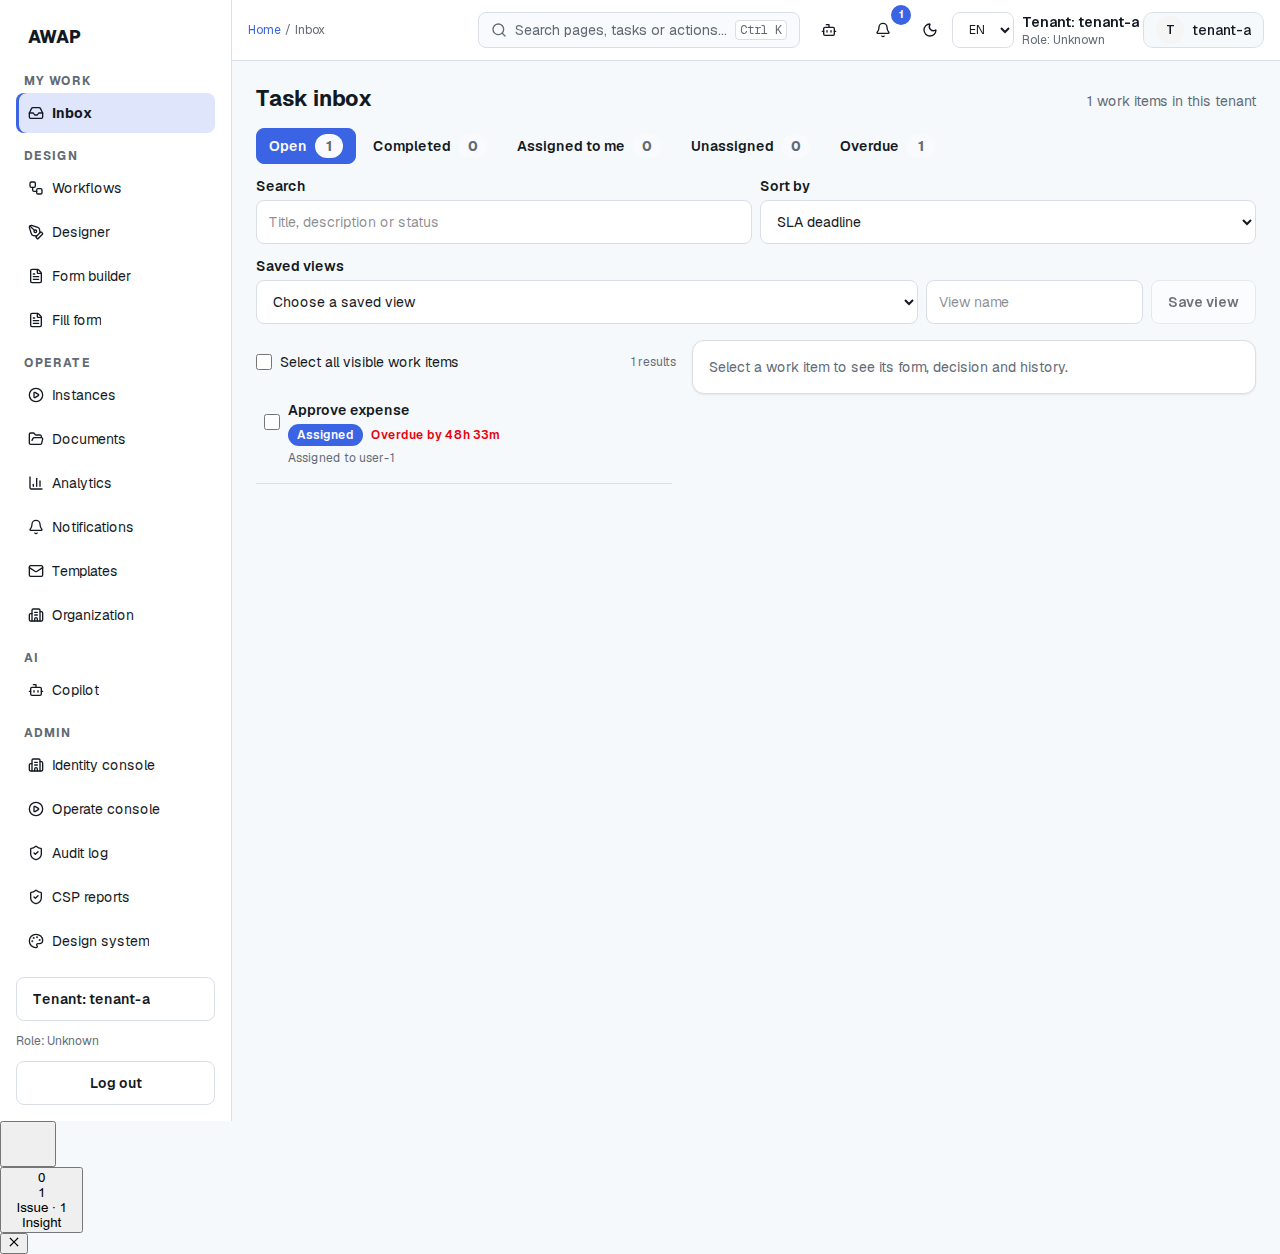 AWAP
MY WORK
Inbox
DESIGN
Workflows
Designer
Form builder
Fill form
OPERATE
Instances
Documents
Analytics
Notifications
Templates
Organization
AI
Copilot
ADMIN
Identity console
Operate console
Audit log
CSP reports
Design system
Tenant: tenant-a
Role: Unknown
Log out
Home / Inbox
Search pages, tasks or actions... Ctrl K
1
EN
Tenant: tenant-a
Role: Unknown
T tenant-a
Task inbox
1 work items in this tenant
Open 1 Completed 0 Assigned to me 0 Unassigned 0 Overdue 1
Search
Title, description or status
Sort by
SLA deadline
Saved views
Choose a saved view
View name
Save view
Select all visible work items
1 results
Approve expense
Assigned Overdue by 48h 33m
Assigned to user-1
Select a work item to see its form, decision and history.
0
1
Issue · 1
Insight